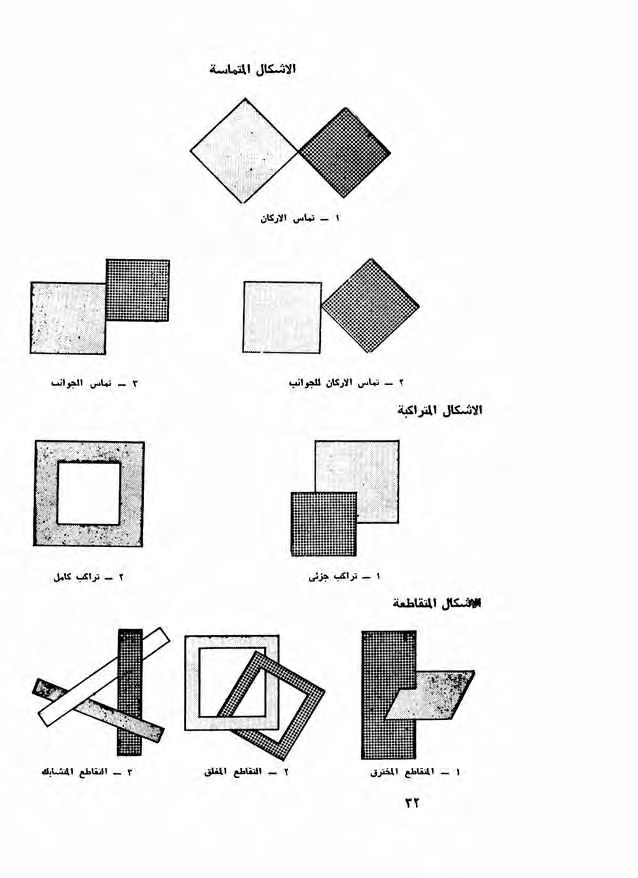 الاشكال المتماسة
١ — تماس الاركان
٢ — تماس الاركان للجوانب
٣ — تماس الجوانب
الاشكال المتراكبة
١ — تراكب جزئى
٢ — تراكب كامل
الاشكال المتقاطعة
١ — التقاطع المخترق
٢ — التقاطع المغلق
٣ — التقاطع المتشابك
٣٢